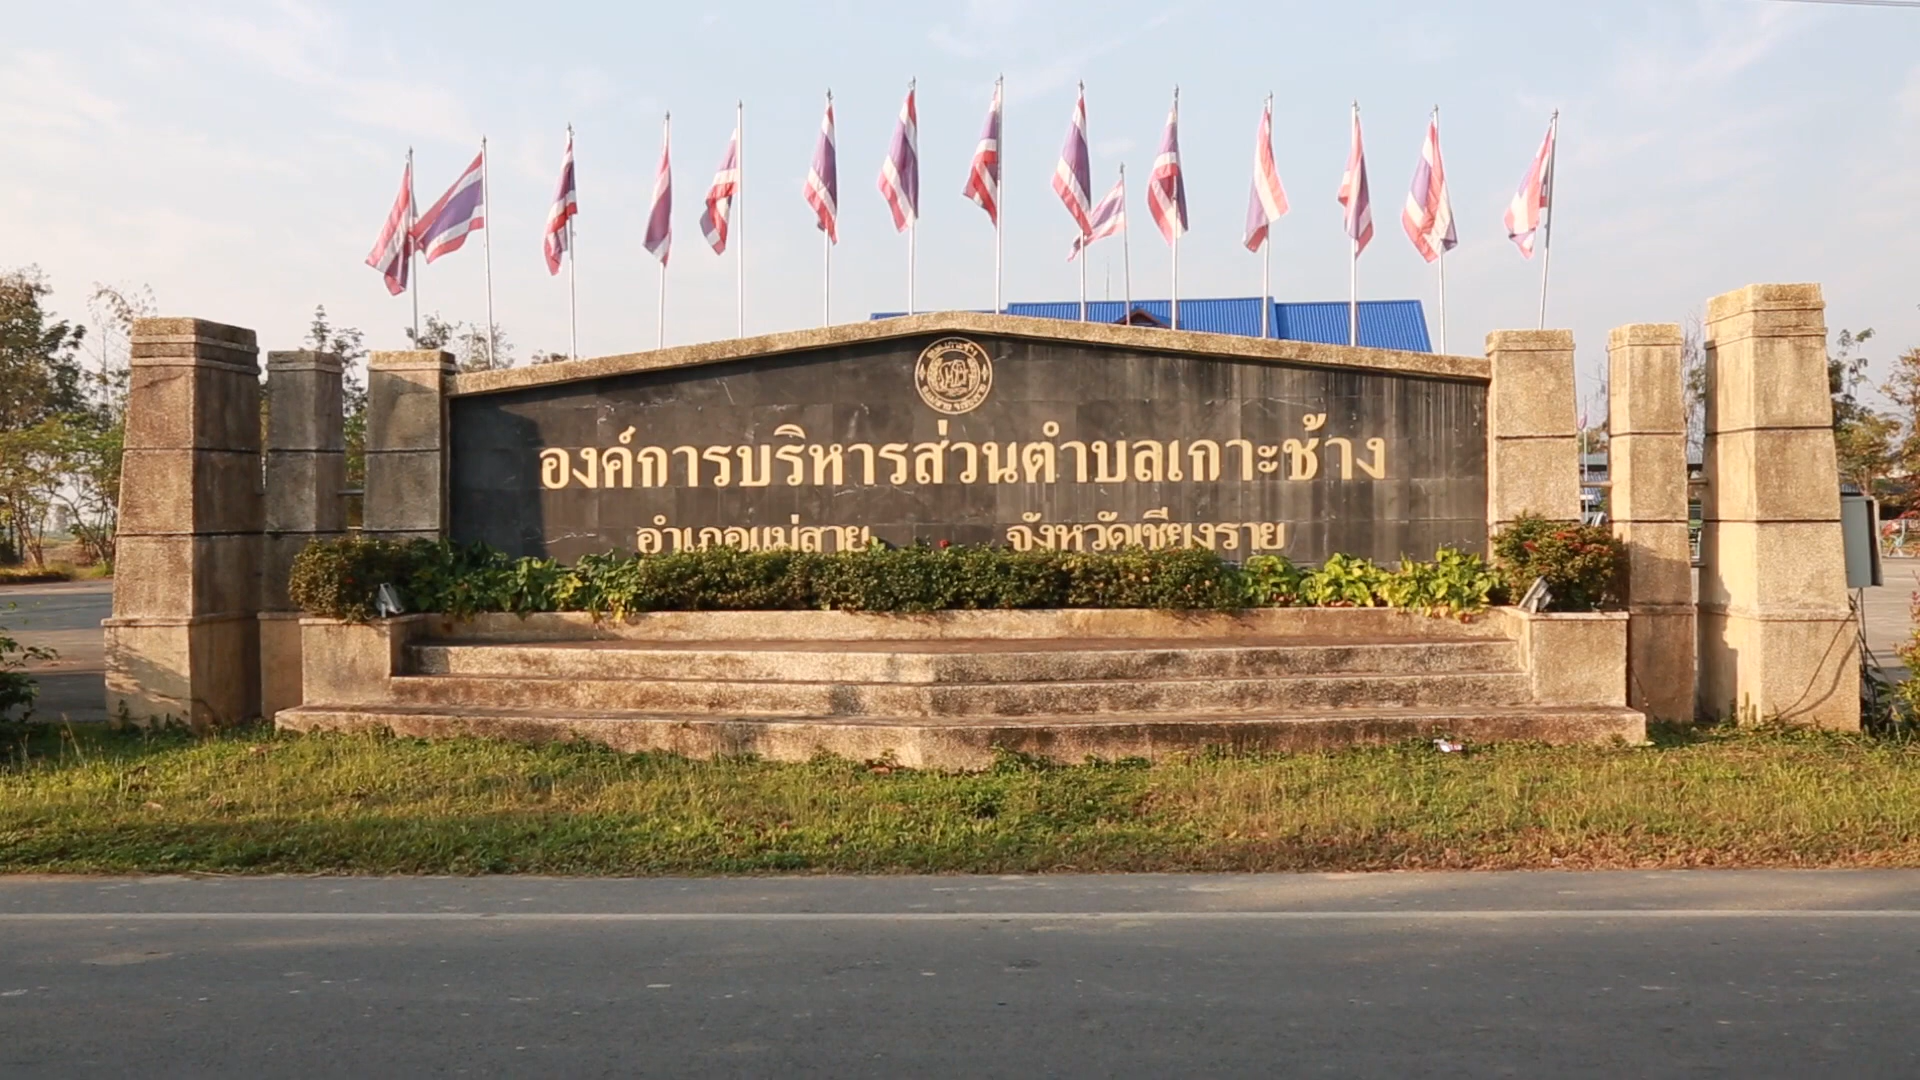 องค์การบริหารส่วนตำบลเกาะช้าง
อำเภอแม่สาย จังหวัดเชียงราย